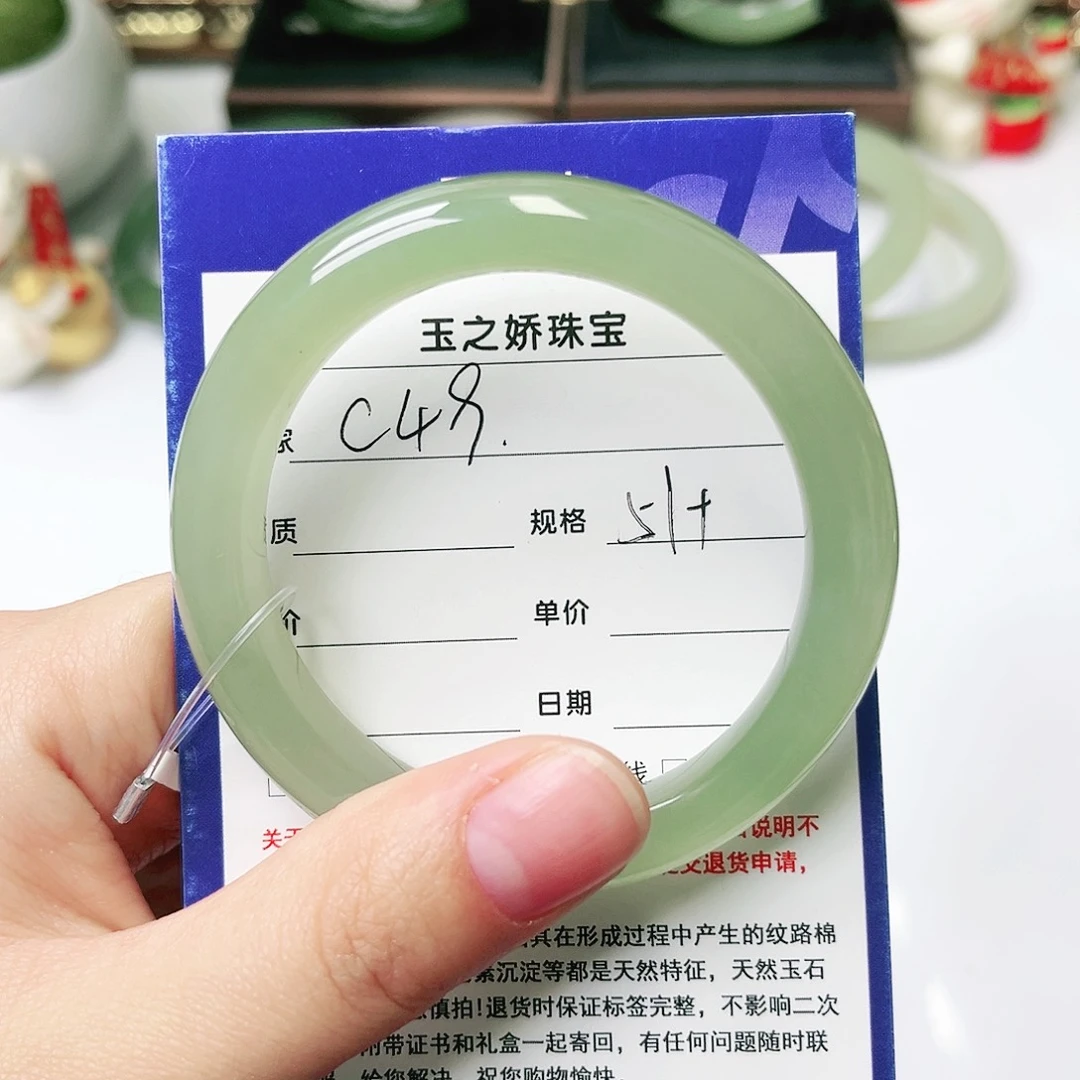 玉之娇珠宝
家 C48.
质 规格 51+
价 单价
日期
线
关于 说明不
交退货申请,
其在形成过程中产生的纹路棉
素沉淀等都是天然特征，天然玉石
慎拍!退货时保证标签完整，不影响二次
附带证书和礼盒一起寄回，有任何问题随时联
给您解决，祝您购物愉快。